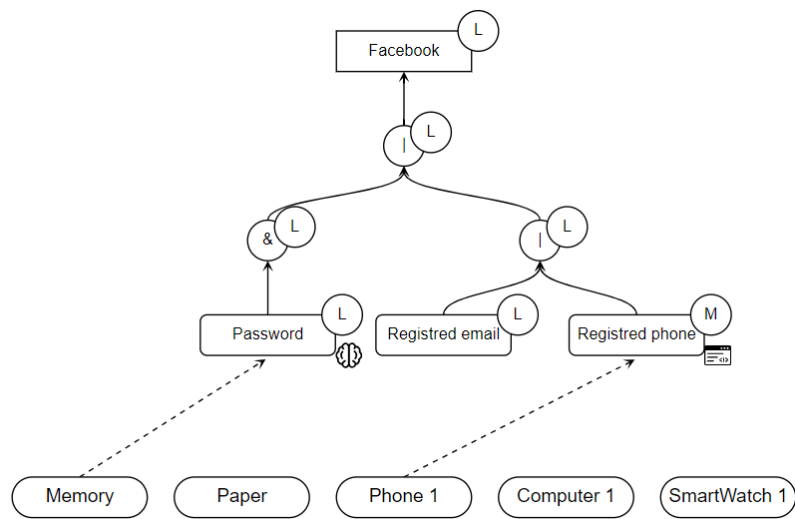 L
Facebook
|
L
&
L
|
L
L
Password
L
Registred email
M
Registred phone
Memory
Paper
Phone 1
Computer 1
SmartWatch 1